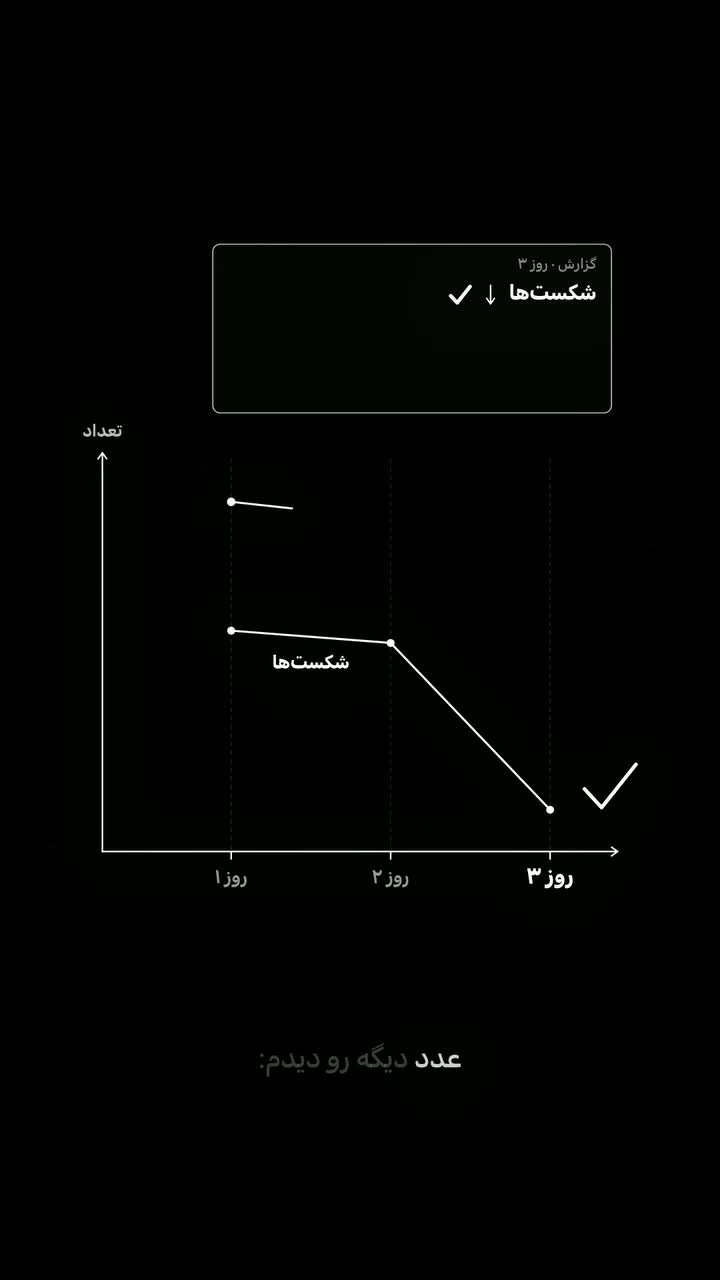 گزارش · روز ۳
شکست‌ها ↓ ✓
تعداد
شکست‌ها
روز ۱
روز ۲
روز ۳
عدد دیگه رو دیدم: